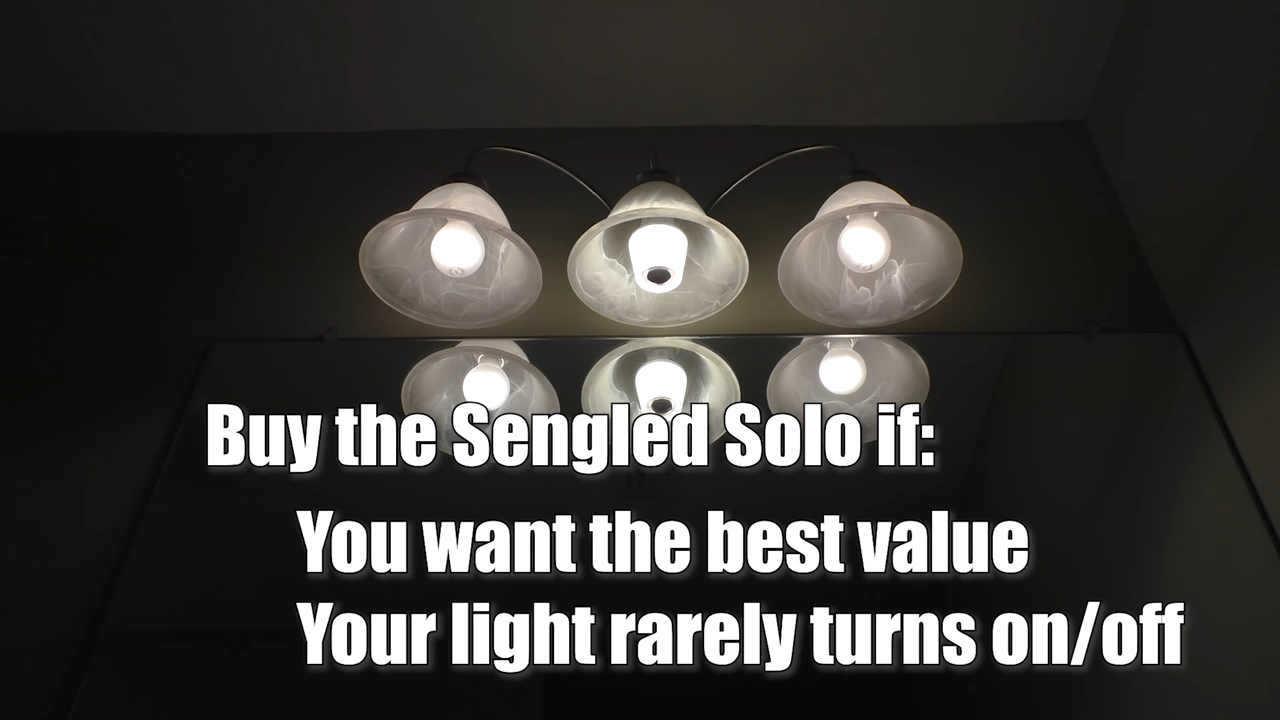 Buy the Sengled Solo if:
You want the best value
Your light rarely turns on/off